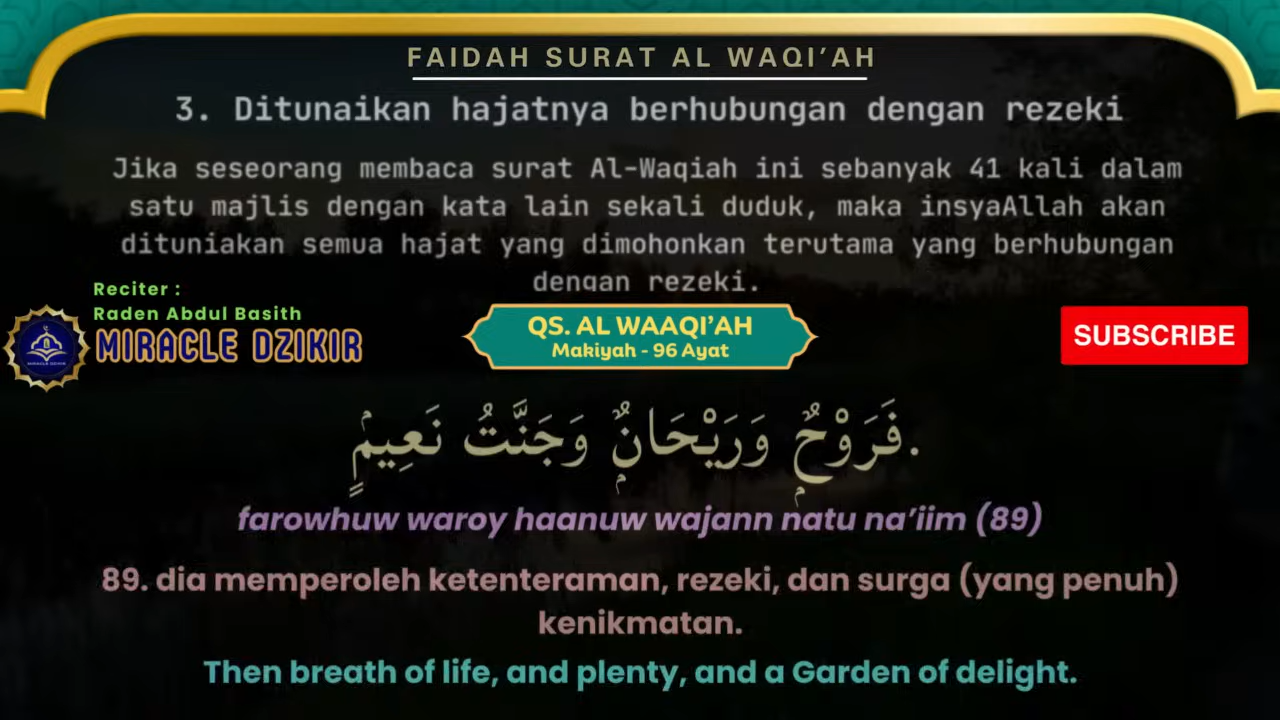 FAIDAH SURAT AL WAQI’AH
3. Ditunaikan hajatnya berhubungan dengan rezeki
Jika seseorang membaca surat Al-Waqiah ini sebanyak 41 kali dalam
satu majlis dengan kata lain sekali duduk, maka insyaAllah akan
dituniakan semua hajat yang dimohonkan terutama yang berhubungan
dengan rezeki.
Reciter :
Raden Abdul Basith
MIRACLE DZIKIR
QS. AL WAAQI’AH
Makiyah - 96 Ayat
SUBSCRIBE
فَرَوْحٌۭ وَرَيْحَانٌۭ وَجَنَّتُ نَعِيمٍۢ.
farowhuw waroy haanuw wajann natu na’iim (89)
89. dia memperoleh ketenteraman, rezeki, dan surga (yang penuh)
kenikmatan.
Then breath of life, and plenty, and a Garden of delight.